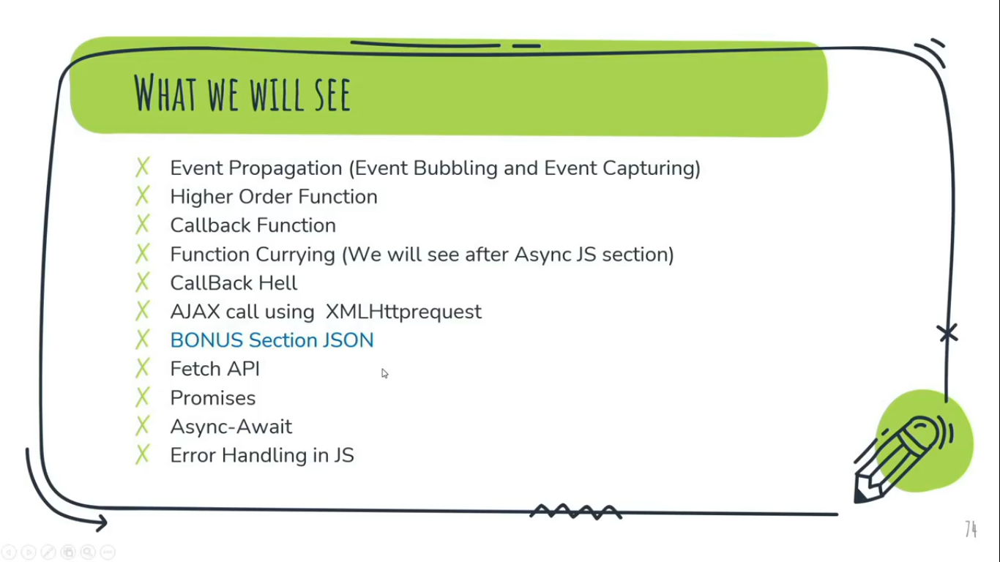 What we will see
Event Propagation (Event Bubbling and Event Capturing)
Higher Order Function
Callback Function
Function Currying (We will see after Async JS section)
CallBack Hell
AJAX call using  XMLHttprequest
BONUS Section JSON
Fetch API
Promises
Async-Await
Error Handling in JS
74